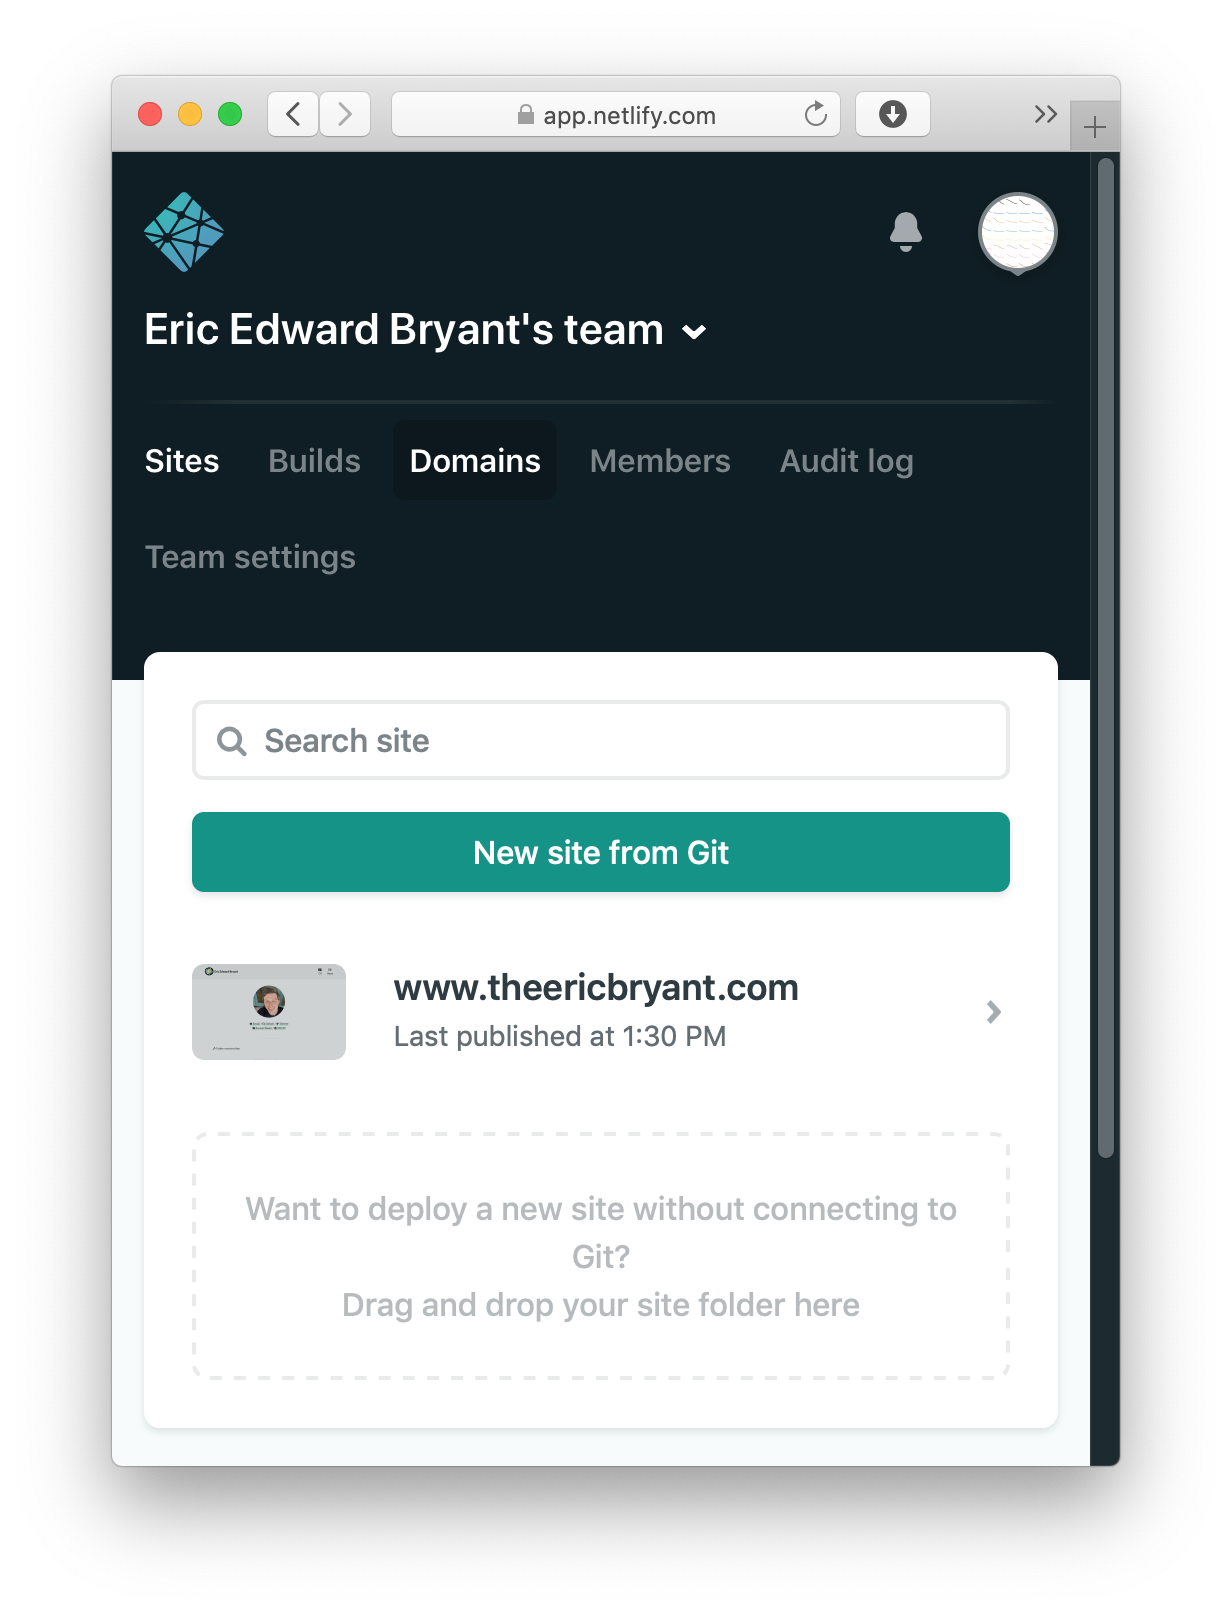 app.netlify.com
Eric Edward Bryant's team
Sites Builds Domains Members Audit log
Team settings
Search site
New site from Git
www.theericbryant.com
Last published at 1:30 PM
Want to deploy a new site without connecting to
Git?
Drag and drop your site folder here